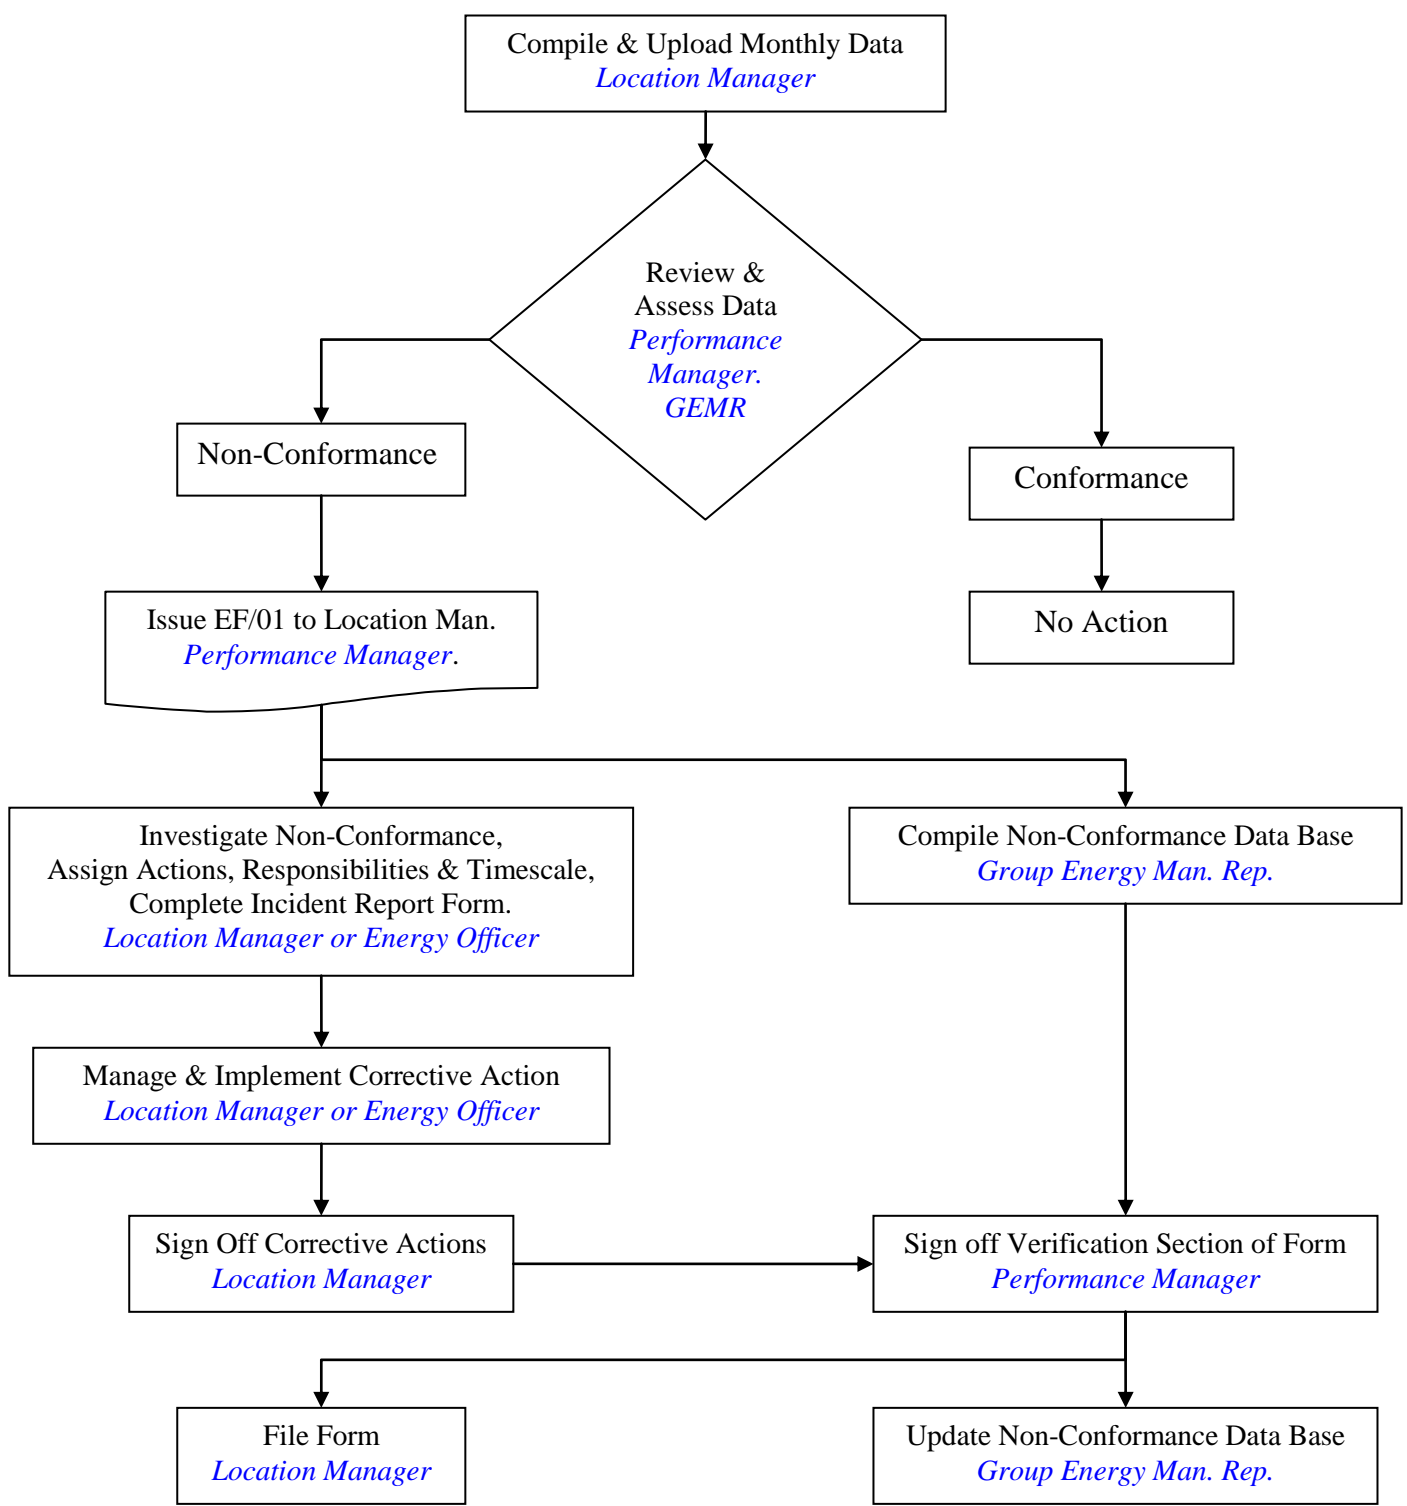 Compile & Upload Monthly Data
Location Manager
Review &
Assess Data
Performance
Manager.
GEMR
Non-Conformance
Conformance
Issue EF/01 to Location Man.
Performance Manager.
No Action
Investigate Non-Conformance,
Assign Actions, Responsibilities & Timescale,
Complete Incident Report Form.
Location Manager or Energy Officer
Compile Non-Conformance Data Base
Group Energy Man. Rep.
Manage & Implement Corrective Action
Location Manager or Energy Officer
Sign Off Corrective Actions
Location Manager
Sign off Verification Section of Form
Performance Manager
File Form
Location Manager
Update Non-Conformance Data Base
Group Energy Man. Rep.